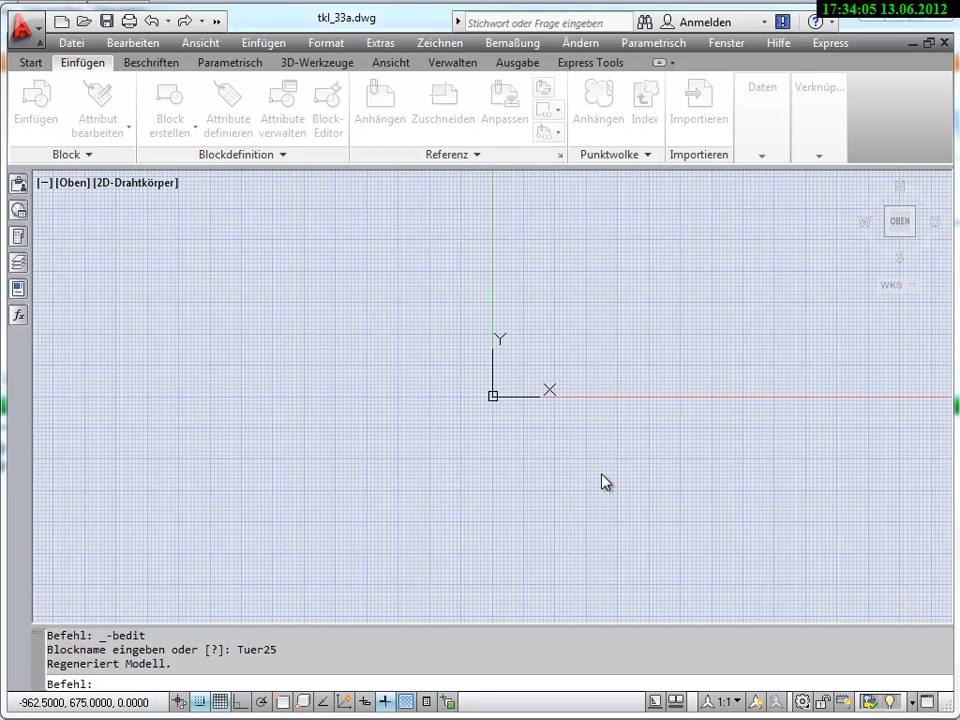 17:34:05 13.06.2012
tkl_33a.dwg
Stichwort oder Frage eingeben
Anmelden
Datei Bearbeiten Ansicht Einfügen Format Extras Zeichnen Bemaßung Ändern Parametrisch Fenster Hilfe Express
Start Einfügen Beschriften Parametrisch 3D-Werkzeuge Ansicht Verwalten Ausgabe Express Tools
Einfügen
Attribut bearbeiten
Block erstellen
Attribute definieren
Attribute verwalten
Block-Editor
Anhängen
Zuschneiden
Anpassen
Anhängen
Index
Importieren
Daten
Verknüp...
Block
Blockdefinition
Referenz
Punktwolke
Importieren
[−][Oben][2D-Drahtkörper]
N
W OBEN O
S
WKS
Y
X
Befehl: _-bedit
Blockname eingeben oder [?]: Tuer25
Regeneriert Modell.
Befehl:
-962.5000, 675.0000, 0.0000
1:1